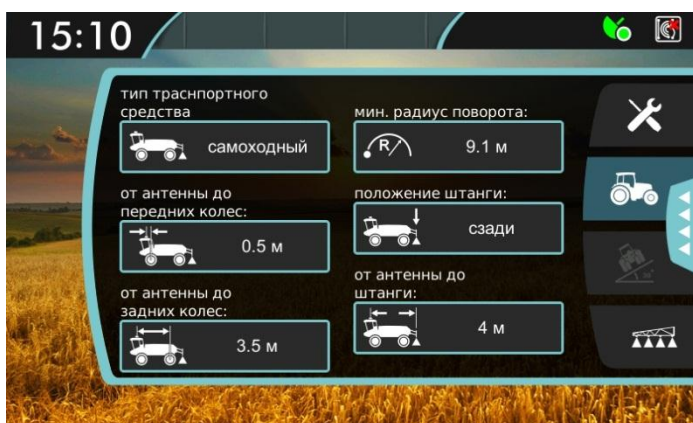 15:10
тип траснпортного
средства
самоходный
от антенны до
передних колес:
0.5 м
от антенны до
задних колес:
3.5 м
мин. радиус поворота:
R
9.1 м
положение штанги:
сзади
от антенны до
штанги:
4 м